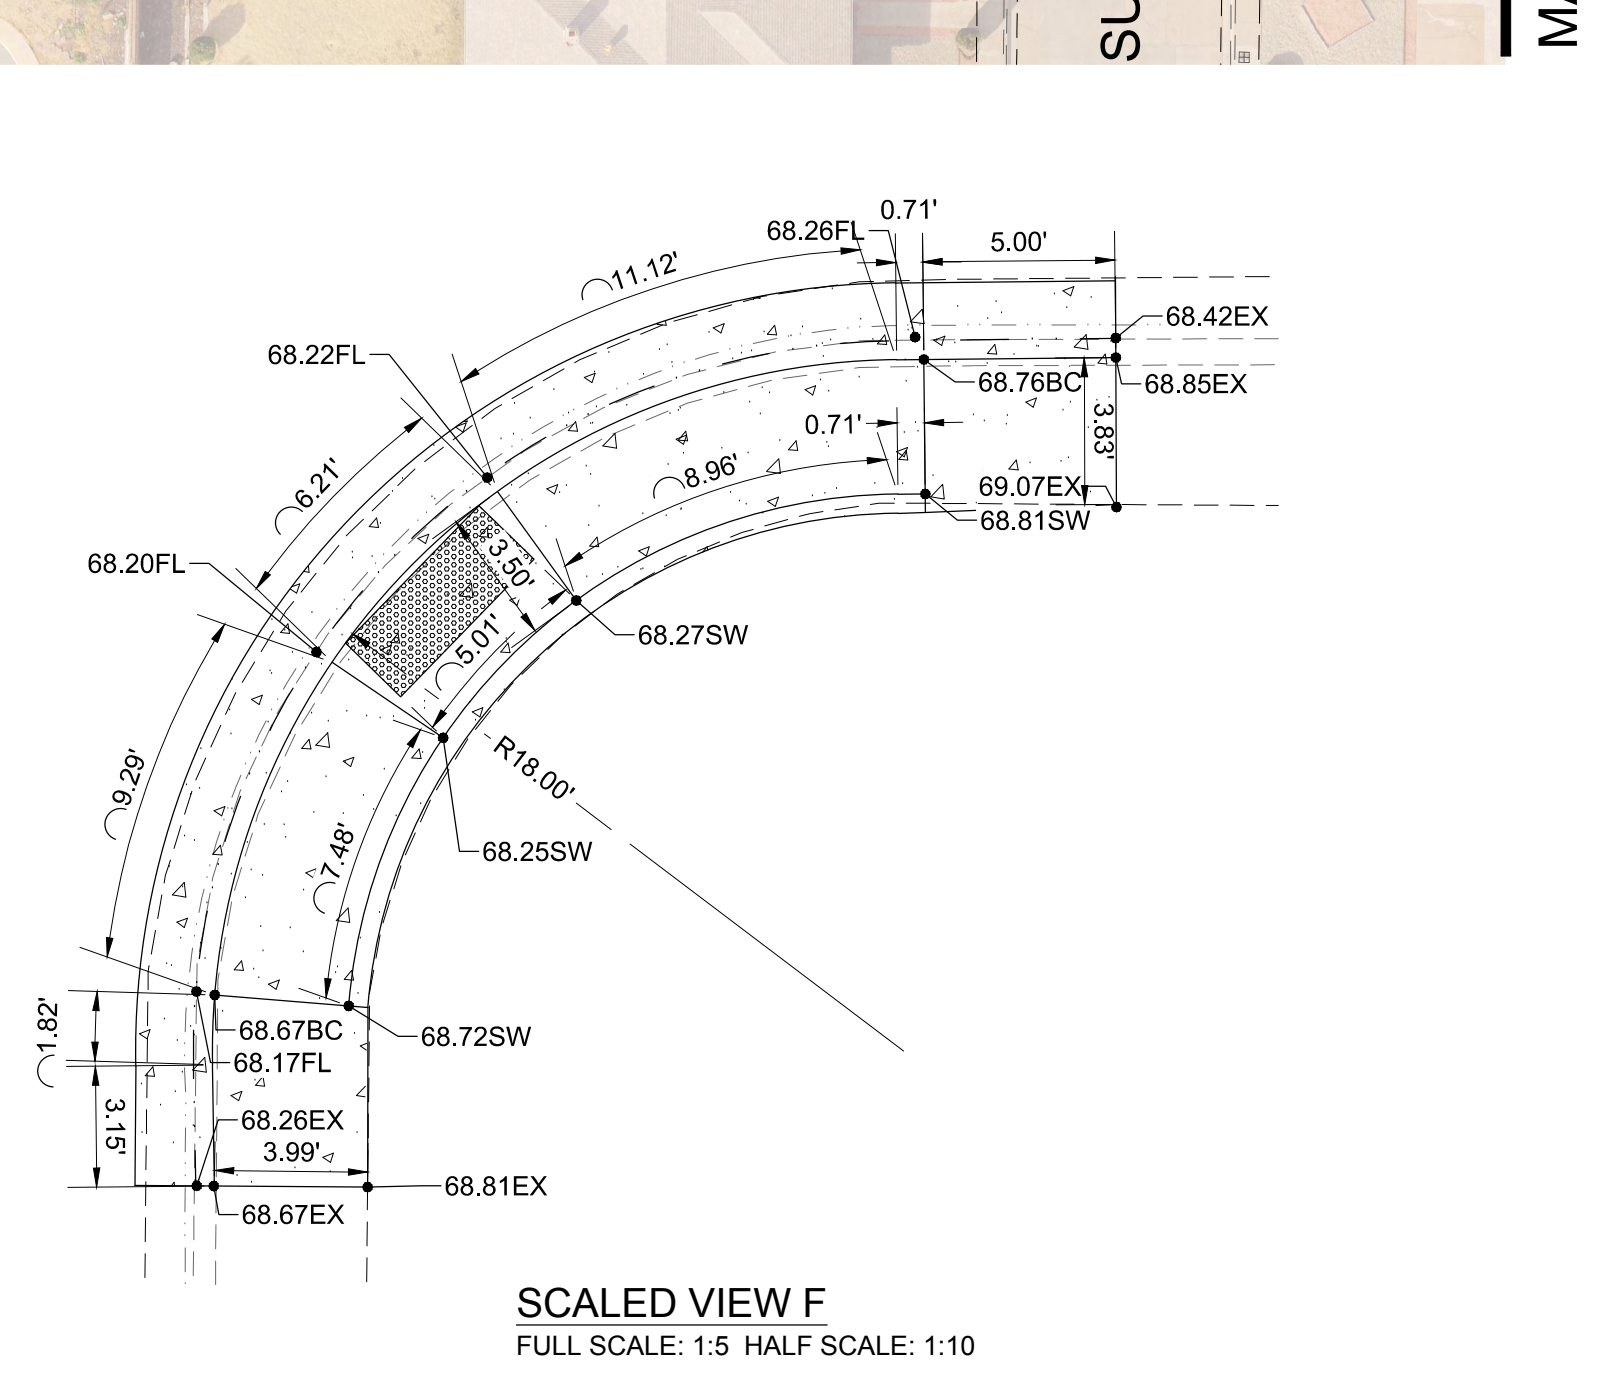 SU
MA
0.71'
68.26FL
5.00'
11.12'
68.42EX
68.22FL
68.76BC
68.85EX
0.71'
3.83'
8.96'
6.21'
69.07EX
68.81SW
3.50'
68.20FL
5.01'
68.27SW
R18.00'
9.29'
7.48'
68.25SW
1.82'
68.67BC
68.72SW
68.17FL
3.15'
68.26EX
3.99'
68.81EX
68.67EX
SCALED VIEW F
FULL SCALE: 1:5 HALF SCALE: 1:10